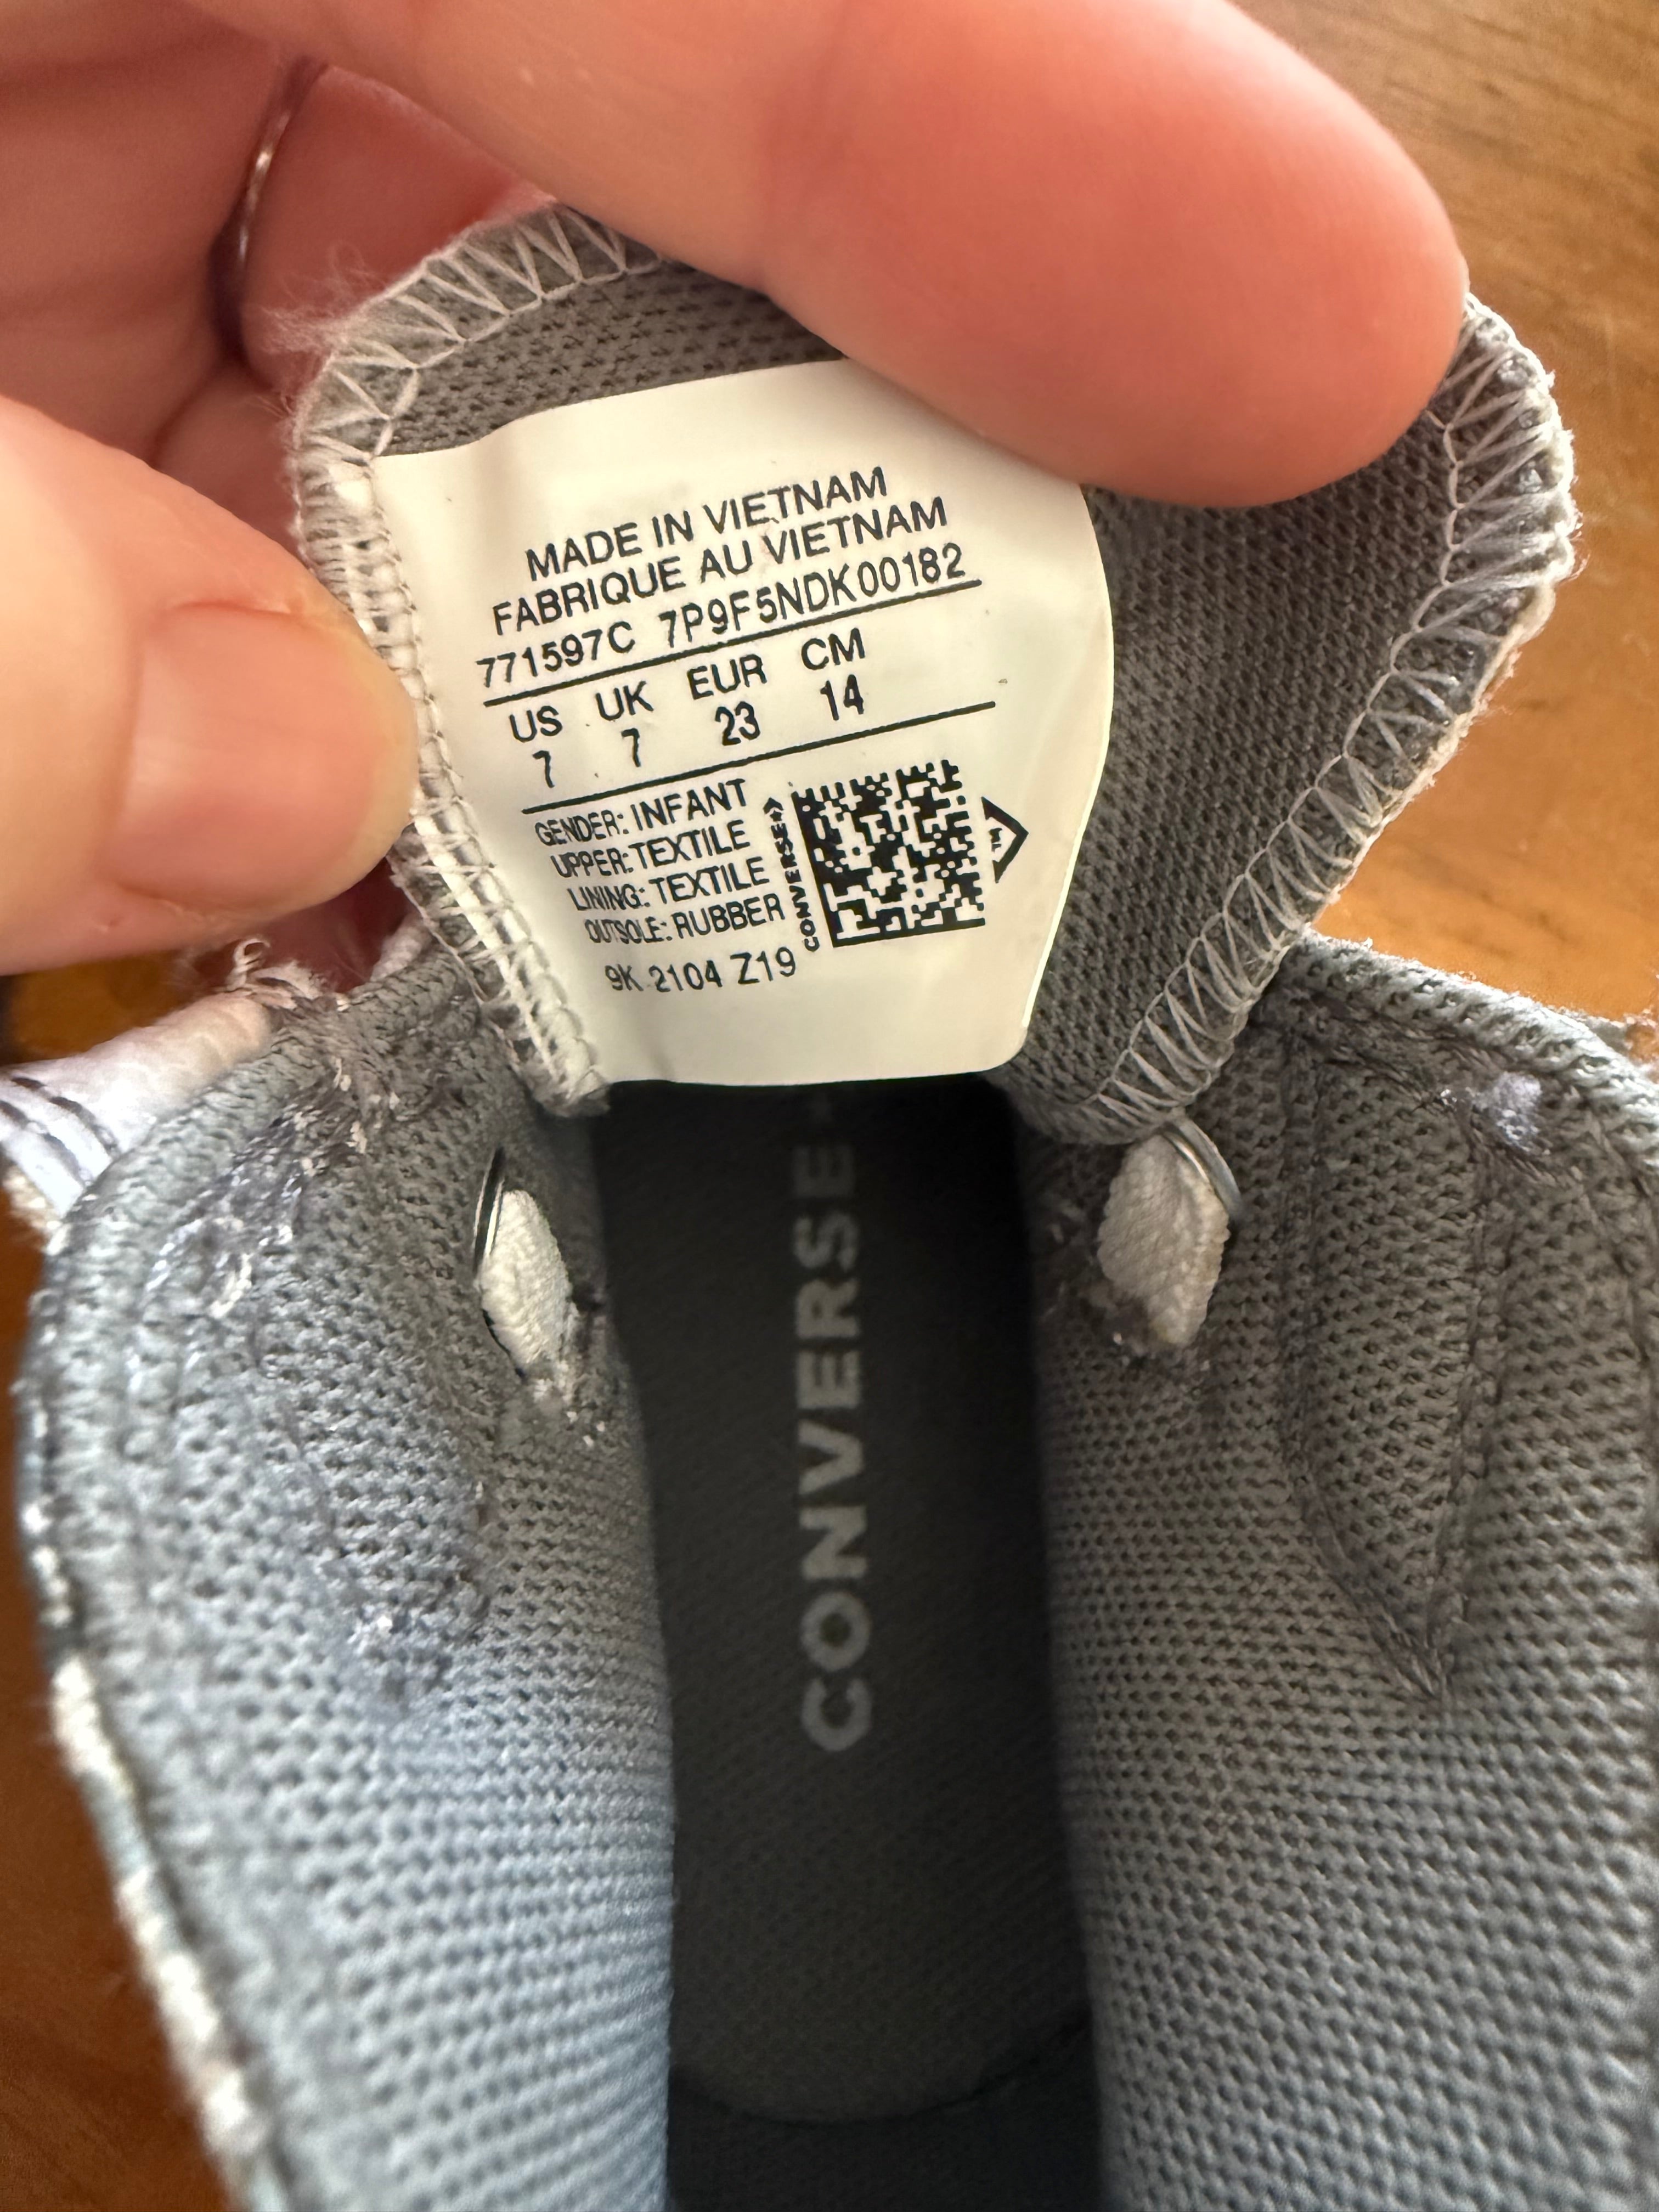 MADE IN VIETNAM
FABRIQUE AU VIETNAM
771597C 7P9F5NDK00182
US UK EUR CM
7 7 23 14
GENDER: INFANT
UPPER: TEXTILE
LINING: TEXTILE
OUTSOLE: RUBBER
9K 2104 Z19
CONVERSE
TM
CONVERSE